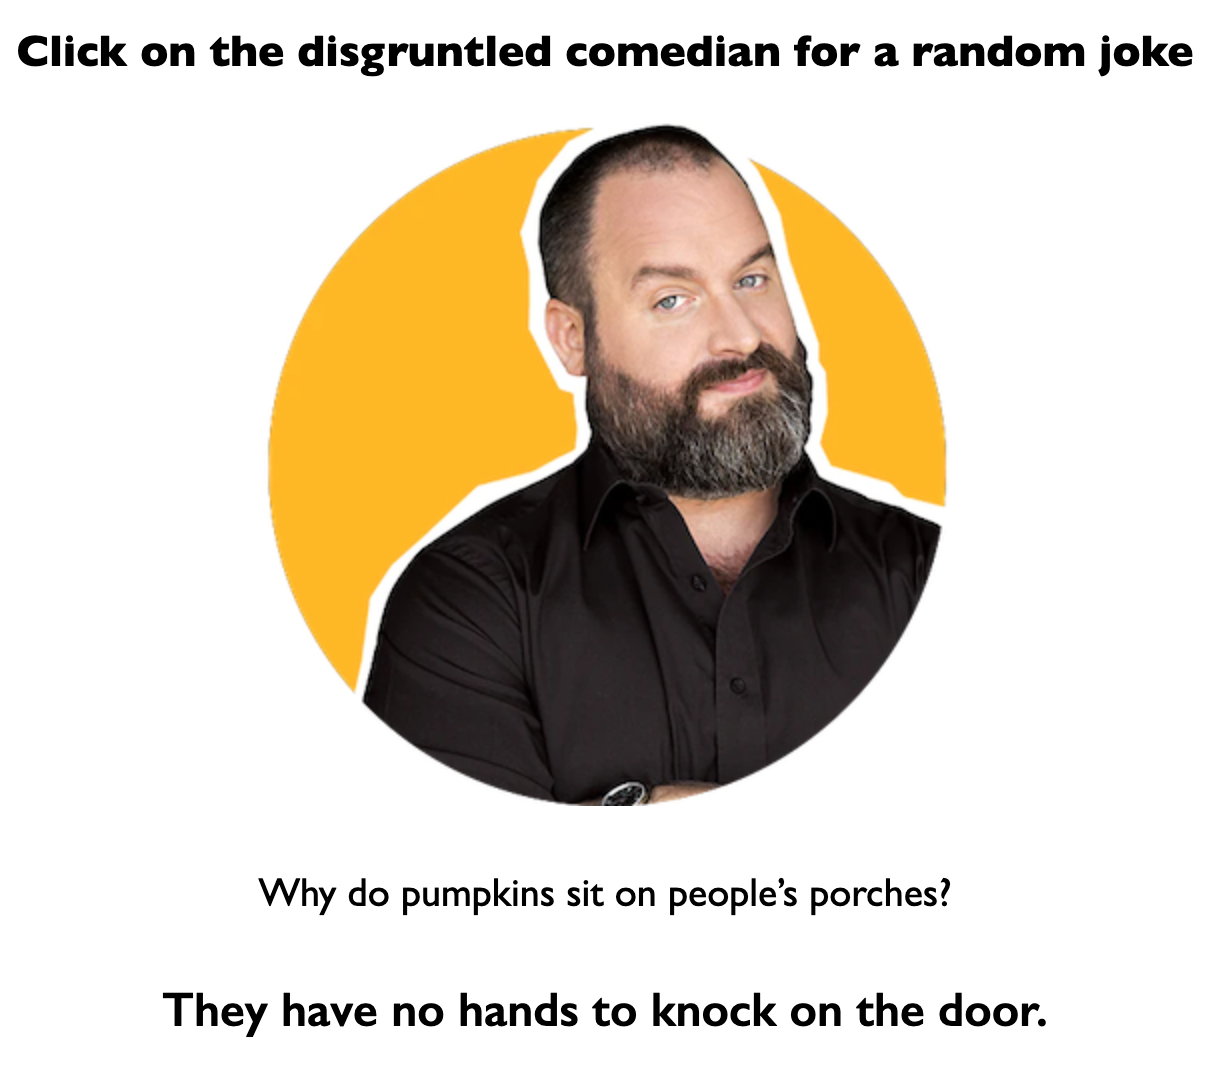 Click on the disgruntled comedian for a random joke
Why do pumpkins sit on people’s porches?
They have no hands to knock on the door.